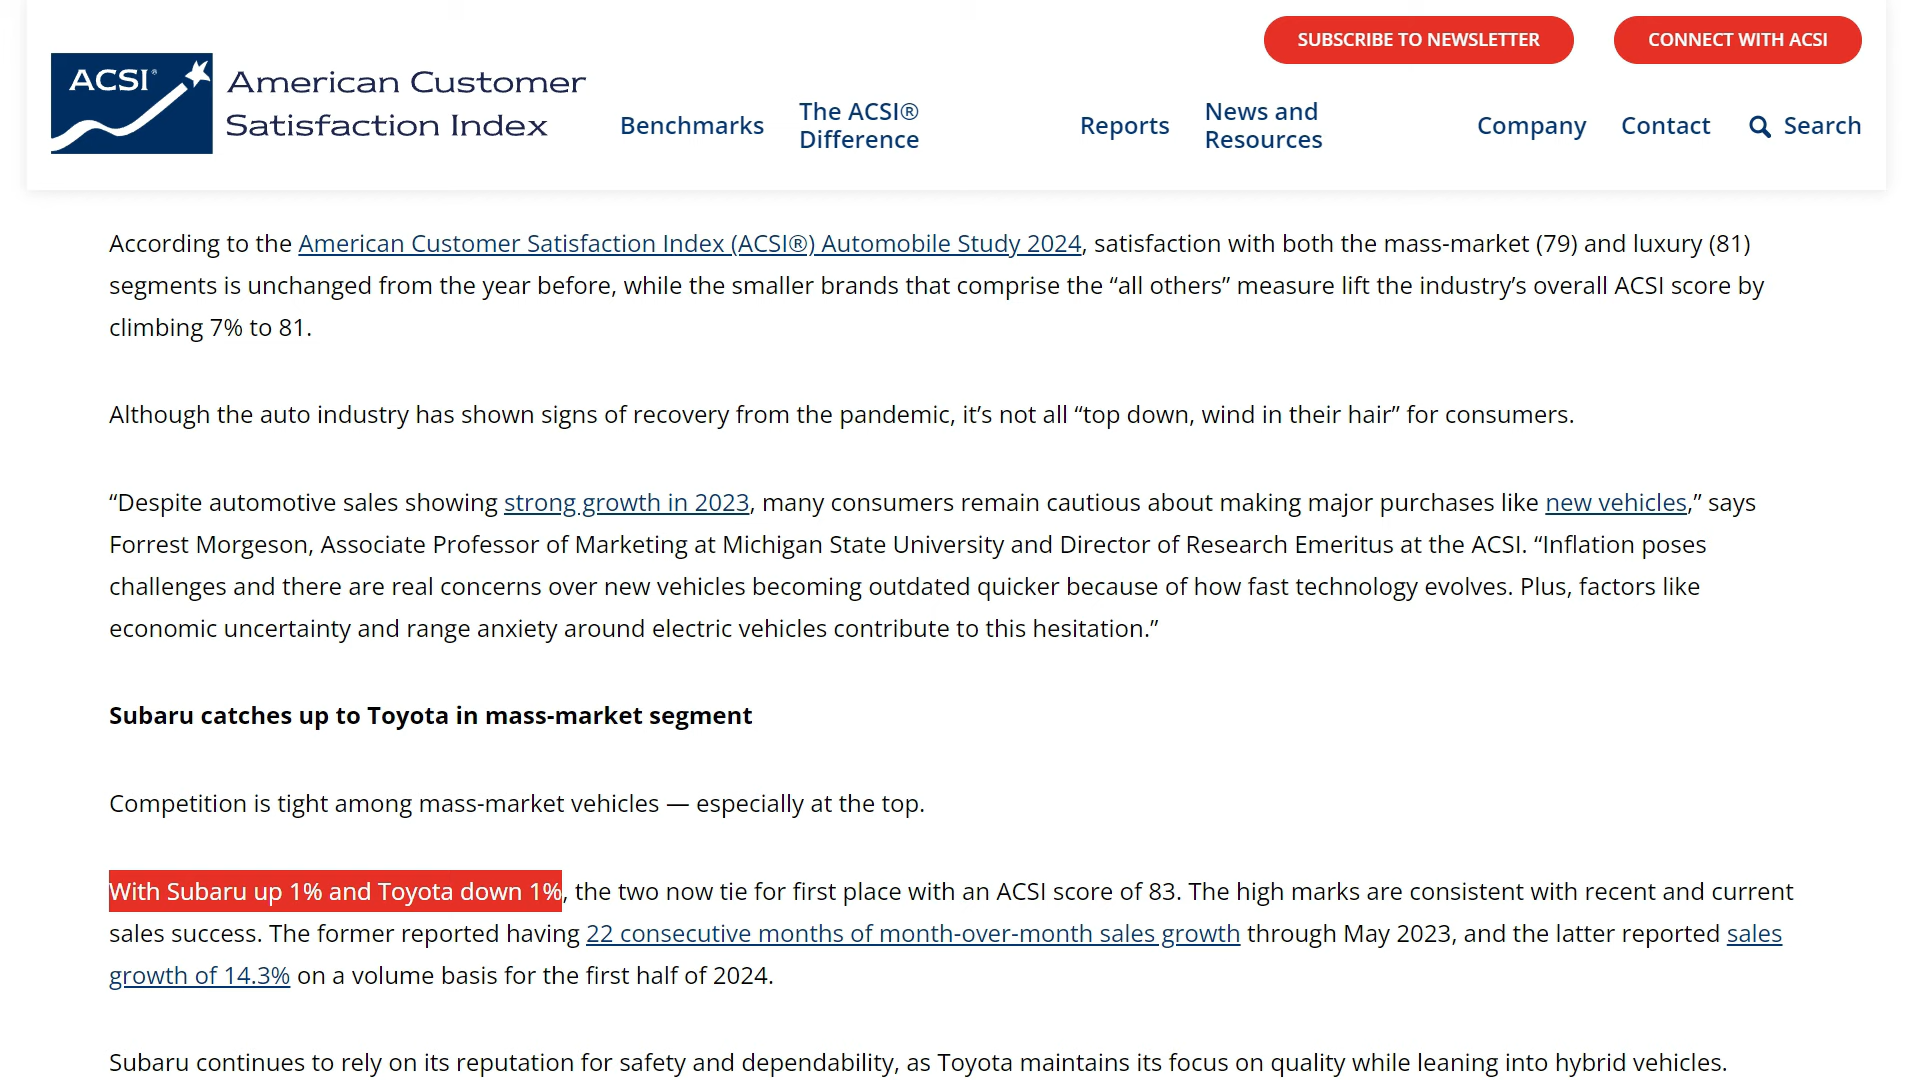 SUBSCRIBE TO NEWSLETTER
CONNECT WITH ACSI
ACSI®
American Customer
Satisfaction Index
Benchmarks
The ACSI®
Difference
Reports
News and
Resources
Company
Contact
Search
According to the American Customer Satisfaction Index (ACSI®) Automobile Study 2024, satisfaction with both the mass-market (79) and luxury (81)
segments is unchanged from the year before, while the smaller brands that comprise the “all others” measure lift the industry’s overall ACSI score by
climbing 7% to 81.
Although the auto industry has shown signs of recovery from the pandemic, it’s not all “top down, wind in their hair” for consumers.
“Despite automotive sales showing strong growth in 2023, many consumers remain cautious about making major purchases like new vehicles,” says
Forrest Morgeson, Associate Professor of Marketing at Michigan State University and Director of Research Emeritus at the ACSI. “Inflation poses
challenges and there are real concerns over new vehicles becoming outdated quicker because of how fast technology evolves. Plus, factors like
economic uncertainty and range anxiety around electric vehicles contribute to this hesitation.”
Subaru catches up to Toyota in mass-market segment
Competition is tight among mass-market vehicles — especially at the top.
With Subaru up 1% and Toyota down 1%, the two now tie for first place with an ACSI score of 83. The high marks are consistent with recent and current
sales success. The former reported having 22 consecutive months of month-over-month sales growth through May 2023, and the latter reported sales
growth of 14.3% on a volume basis for the first half of 2024.
Subaru continues to rely on its reputation for safety and dependability, as Toyota maintains its focus on quality while leaning into hybrid vehicles.